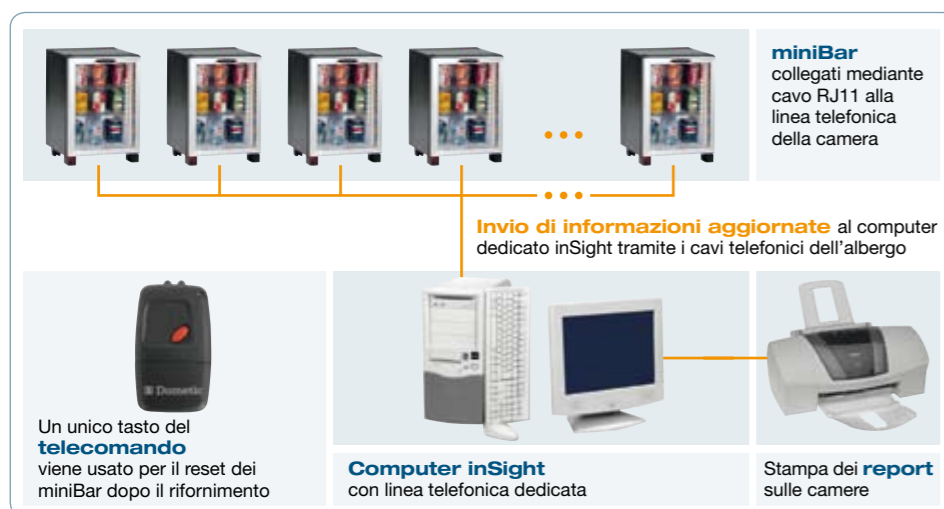 miniBar
collegati mediante
cavo RJ11 alla
linea telefonica
della camera
Invio di informazioni aggiornate al computer
dedicato inSight tramite i cavi telefonici dell'albergo
Dometic
Un unico tasto del
telecomando
viene usato per il reset dei
miniBar dopo il rifornimento
Computer inSight
con linea telefonica dedicata
Stampa dei report
sulle camere